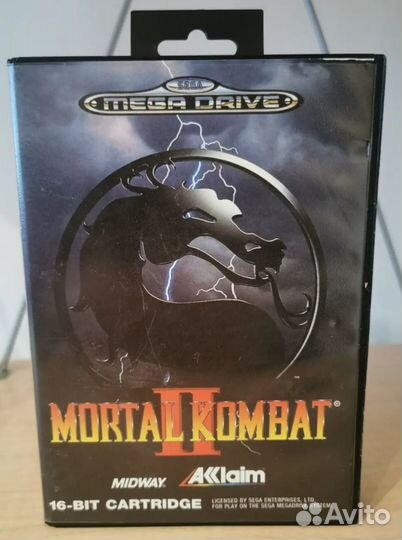 SEGA
MEGA DRIVE
II
MORTAL KOMBAT®
MIDWAY. AKklaim
16-BIT CARTRIDGE
LICENSED BY SEGA ENTERPRISES, LTD.
FOR PLAY ON THE SEGA MEGADRIVE SYSTEM
Avito